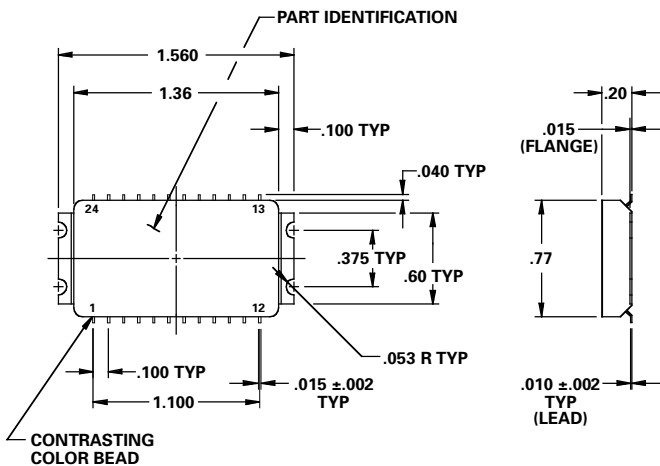 PART IDENTIFICATION
1.560
1.36
.20
.100 TYP
.015
(FLANGE)
.040 TYP
24
13
.375 TYP
.77
.60 TYP
1
12
.053 R TYP
.100 TYP
.015 ±.002
TYP
.010 ±.002
TYP
(LEAD)
1.100
CONTRASTING
COLOR BEAD